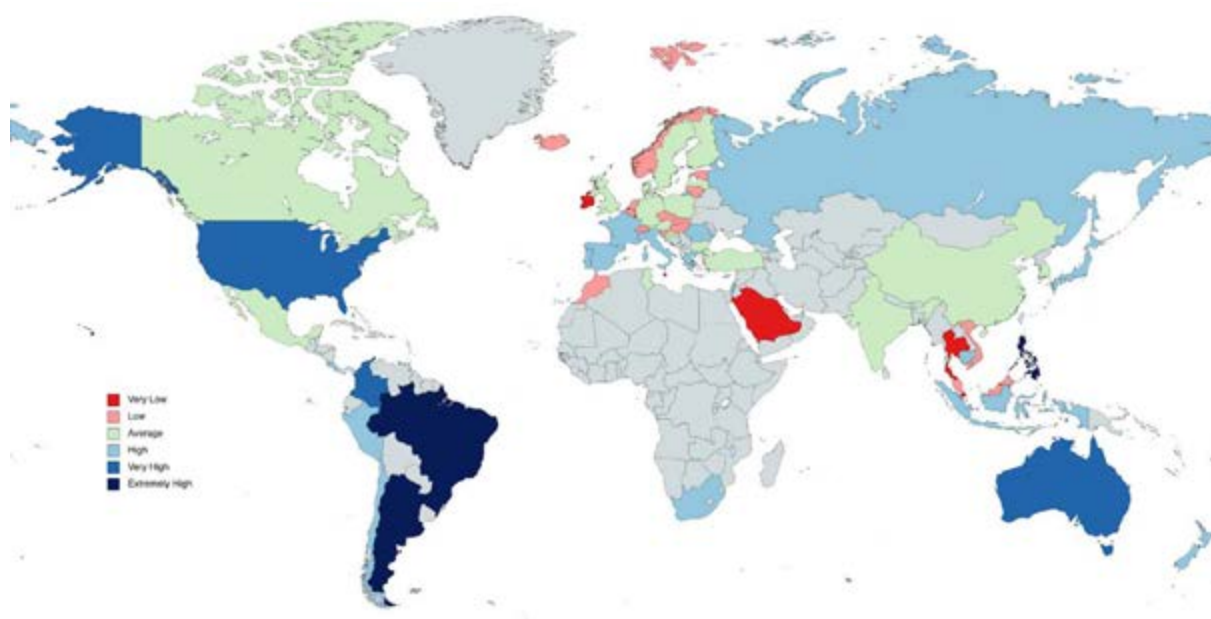 Very Low
Low
Average
High
Very High
Extremely High